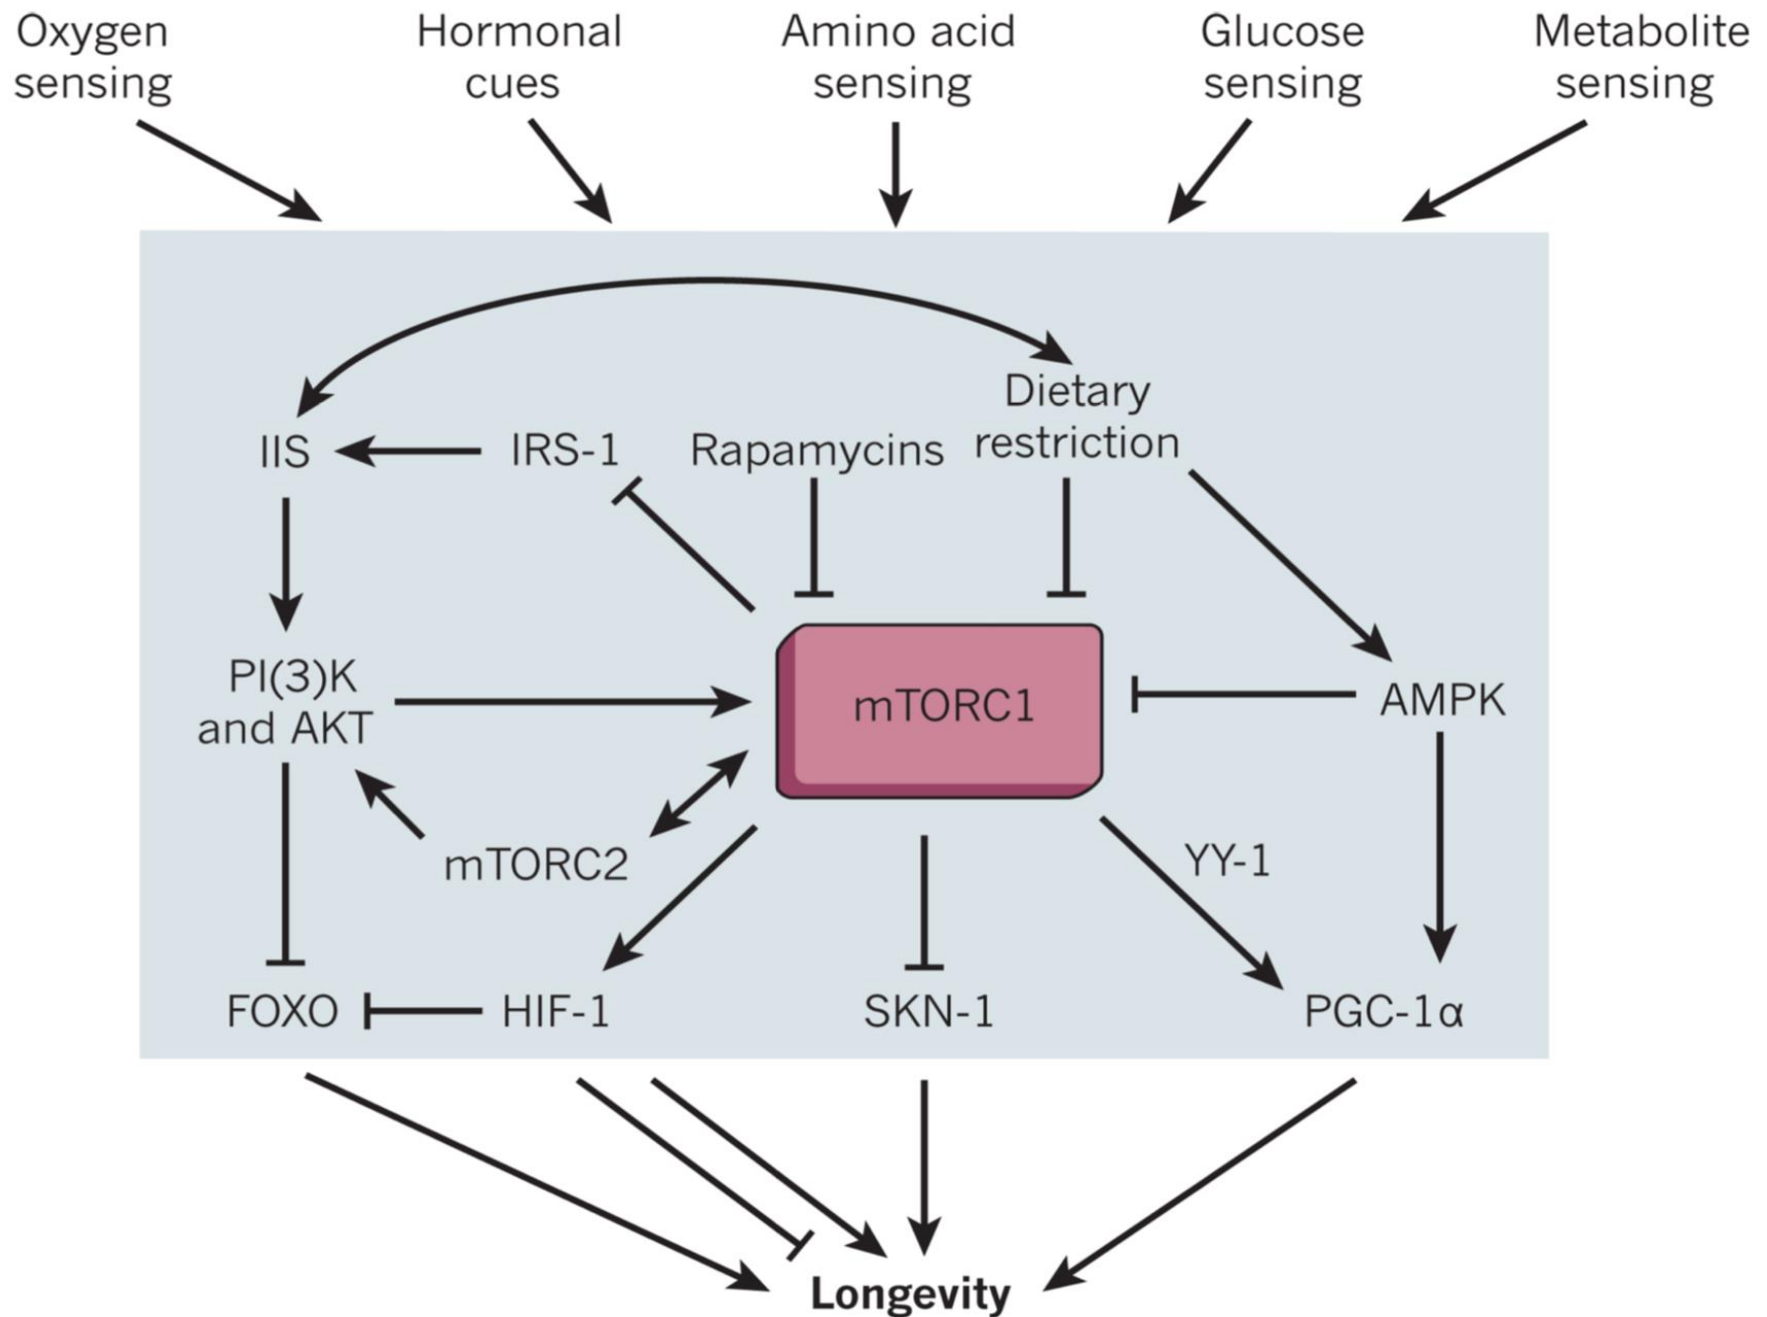 Oxygen
sensing
Hormonal
cues
Amino acid
sensing
Glucose
sensing
Metabolite
sensing
Dietary
restriction
IIS
IRS-1
Rapamycins
PI(3)K
and AKT
mTORC1
AMPK
mTORC2
YY-1
FOXO
HIF-1
SKN-1
PGC-1α
Longevity